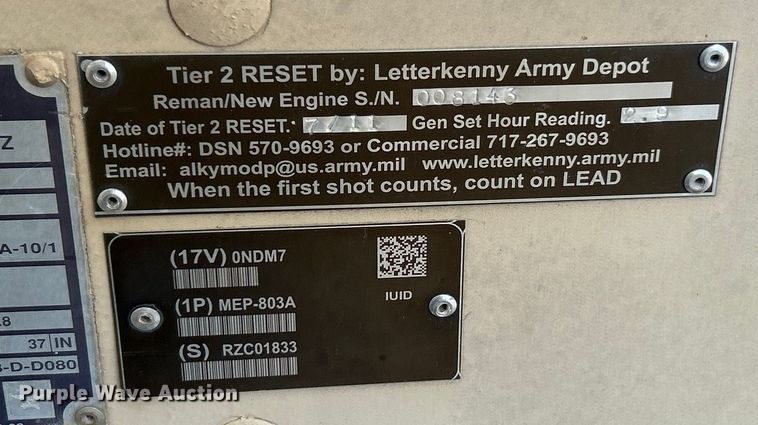 Tier 2 RESET by: Letterkenny Army Depot
Reman/New Engine S./N. 008146
Date of Tier 2 RESET. 7/11 Gen Set Hour Reading. 2.9
Hotline#: DSN 570-9693 or Commercial 717-267-9693
Email: alkymodp@us.army.mil www.letterkenny.army.mil
When the first shot counts, count on LEAD
(17V) 0NDM7
IUID
(1P) MEP-803A
(S) RZC01833
Z
A-10/1
37 IN
-D-D080
Purple Wave Auction